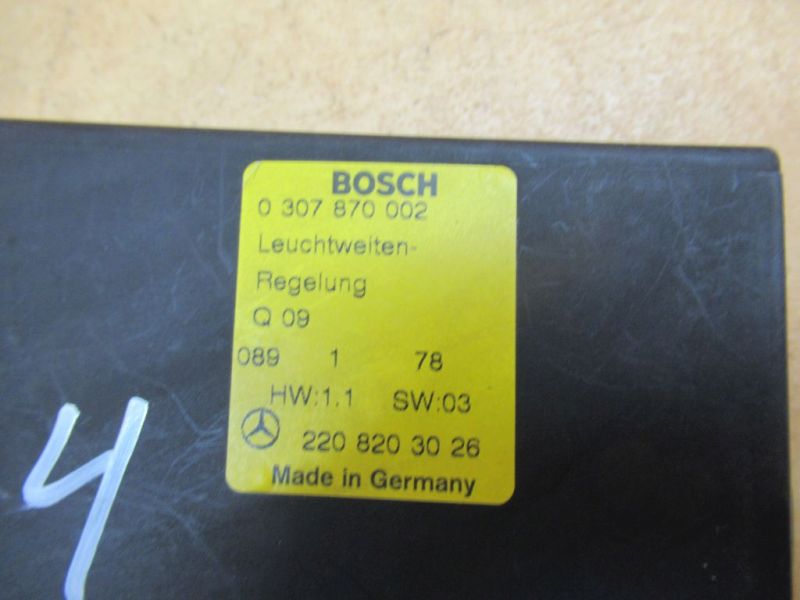 BOSCH
0 307 870 002
Leuchtweiten-
Regelung
Q 09
089 1 78
HW:1.1 SW:03
220 820 30 26
Made in Germany
4